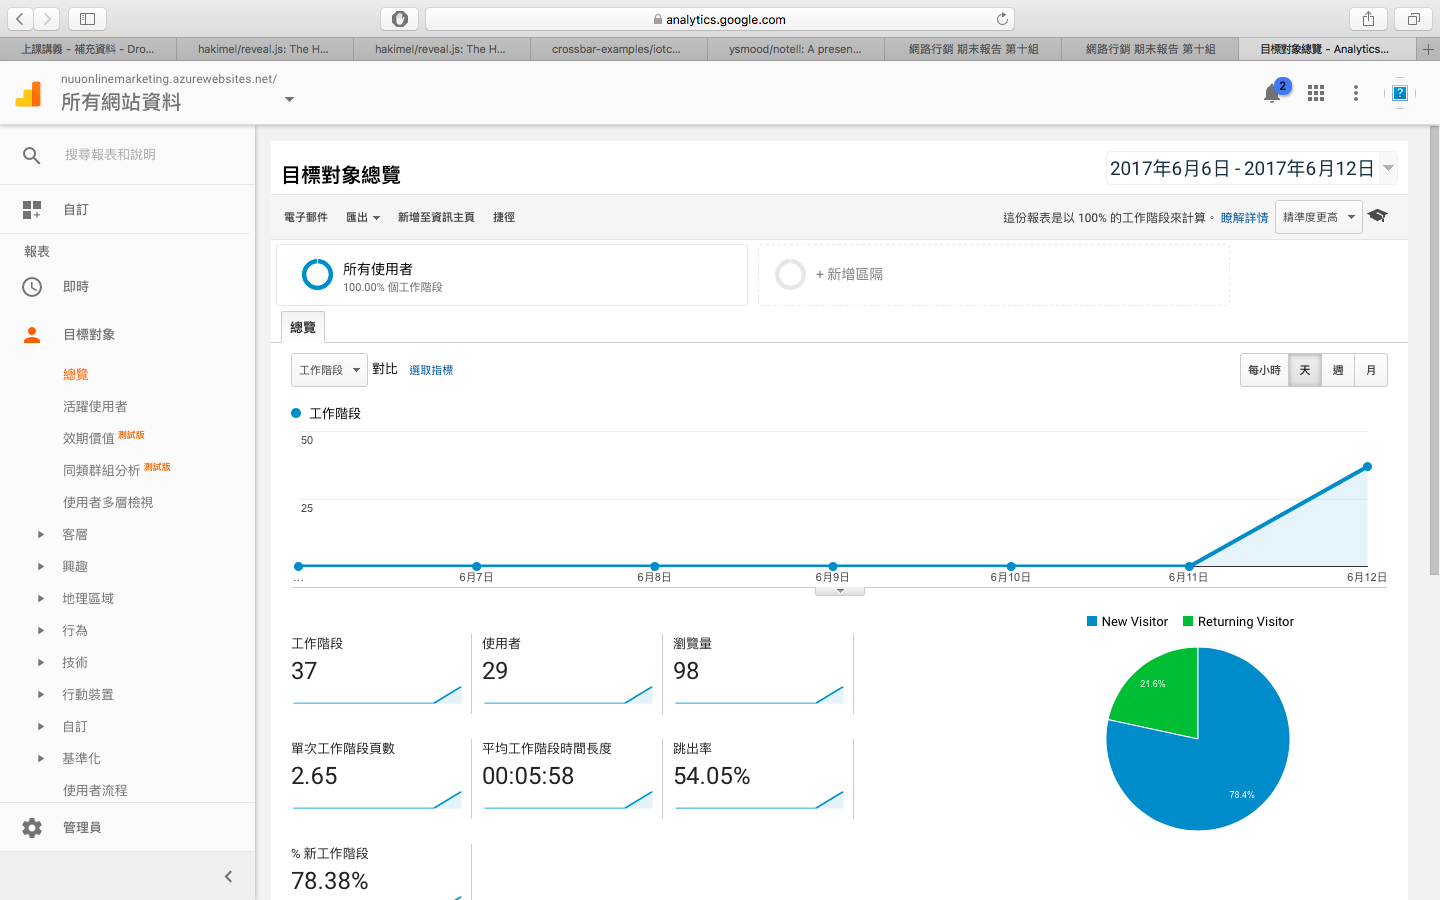 analytics.google.com
上課講義 - 補充資料 - Dro...
hakimel/reveal.js: The H...
hakimel/reveal.js: The H...
crossbar-examples/iotc...
ysmood/notell: A presen...
網路行銷 期末報告 第十組
網路行銷 期末報告 第十組
目標對象總覽 - Analytics...
nuuonlinemarketing.azurewebsites.net/
所有網站資料
2
?
搜尋報表和說明
自訂
報表
即時
目標對象
總覽
活躍使用者
效期價值 測試版
同類群組分析 測試版
使用者多層檢視
客層
興趣
地理區域
行為
技術
行動裝置
自訂
基準化
使用者流程
管理員
目標對象總覽
2017年6月6日 - 2017年6月12日
電子郵件 匯出 新增至資訊主頁 捷徑
這份報表是以 100% 的工作階段來計算。 瞭解詳情 精準度更高
所有使用者
100.00% 個工作階段
+ 新增區隔
總覽
工作階段 對比 選取指標
每小時 天 週 月
工作階段
50
25
... 6月7日 6月8日 6月9日 6月10日 6月11日 6月12日
New Visitor Returning Visitor
21.6%
78.4%
工作階段
37
使用者
29
瀏覽量
98
單次工作階段頁數
2.65
平均工作階段時間長度
00:05:58
跳出率
54.05%
% 新工作階段
78.38%